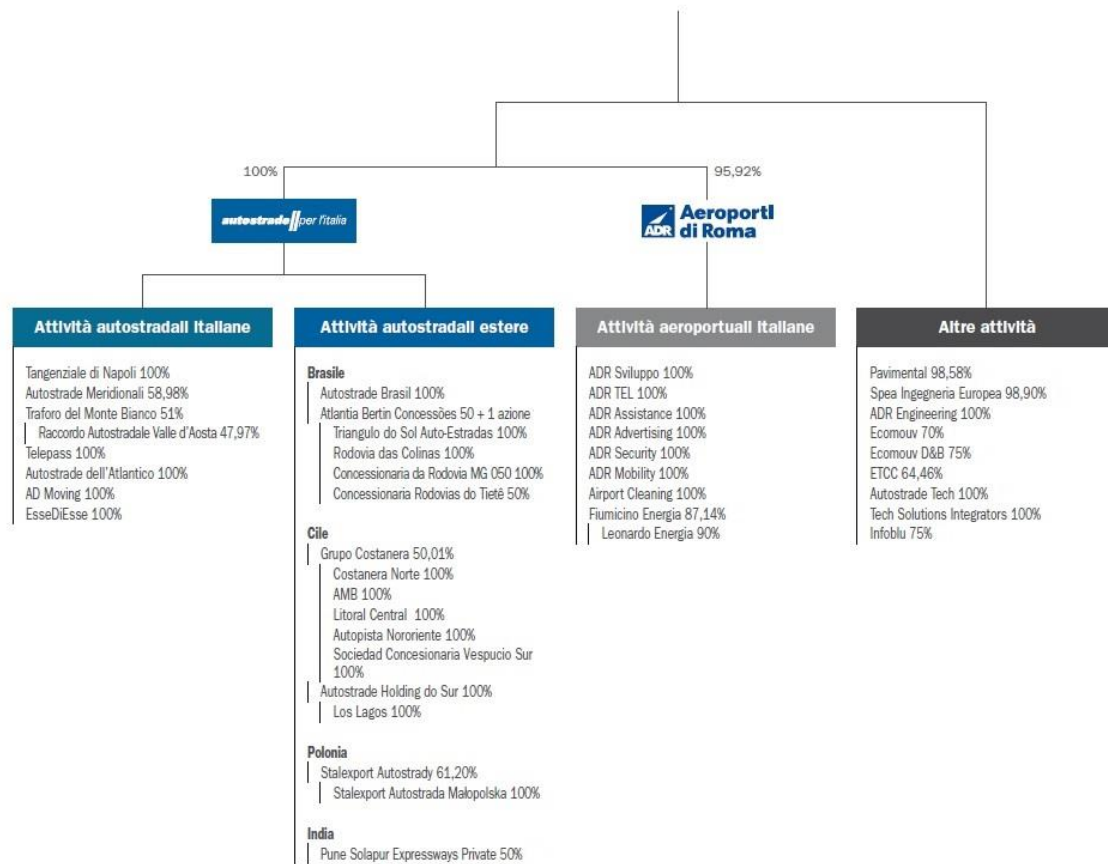 100%
95,92%
autostrade per l'italia
ADR Aeroporti
di Roma
Attività autostradali italiane
Tangenziale di Napoli 100%
Autostrade Meridionali 58,98%
Traforo del Monte Bianco 51%
Raccordo Autostradale Valle d'Aosta 47,97%
Telepass 100%
Autostrade dell'Atlantico 100%
AD Moving 100%
EsseDiEsse 100%
Attività autostradali estere
Brasile
Autostrade Brasil 100%
Atlantia Bertin Concessões 50 + 1 azione
Triangulo do Sol Auto-Estradas 100%
Rodovia das Colinas 100%
Concessionaria da Rodovia MG 050 100%
Concessionaria Rodovias do Tietê 50%
Cile
Grupo Costanera 50,01%
Costanera Norte 100%
AMB 100%
Litoral Central 100%
Autopista Nororiente 100%
Sociedad Concesionaria Vespucio Sur
100%
Autostrade Holding do Sur 100%
Los Lagos 100%
Polonia
Stalexport Autostrady 61,20%
Stalexport Autostrada Małopolska 100%
India
Pune Solapur Expressways Private 50%
Attività aeroportuali italiane
ADR Sviluppo 100%
ADR TEL 100%
ADR Assistance 100%
ADR Advertising 100%
ADR Security 100%
ADR Mobility 100%
Airport Cleaning 100%
Fiumicino Energia 87,14%
Leonardo Energia 90%
Altre attività
Pavimental 98,58%
Spea Ingegneria Europea 98,90%
ADR Engineering 100%
Ecomouv 70%
Ecomouv D&B 75%
ETCC 64,46%
Autostrade Tech 100%
Tech Solutions Integrators 100%
Infoblu 75%